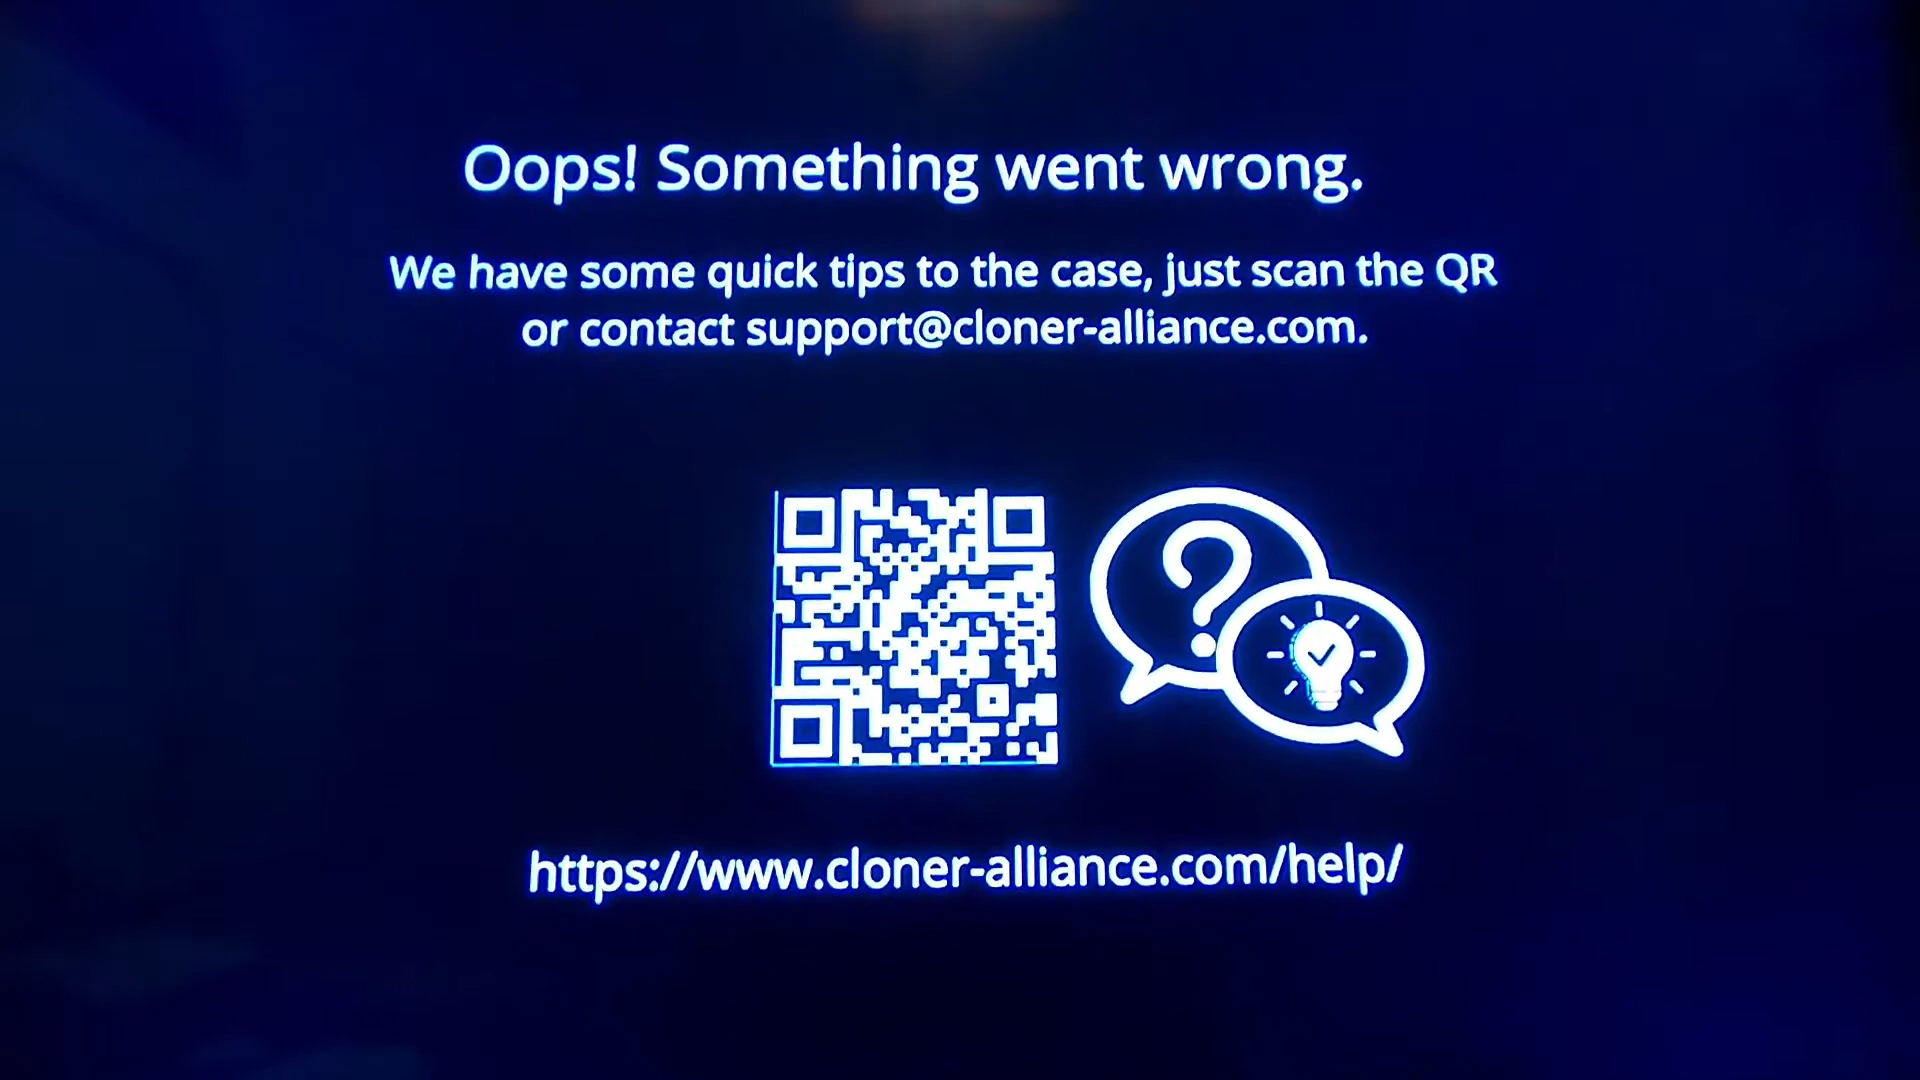 Oops! Something went wrong.
We have some quick tips to the case, just scan the QR
or contact support@cloner-alliance.com.
?
https://www.cloner-alliance.com/help/